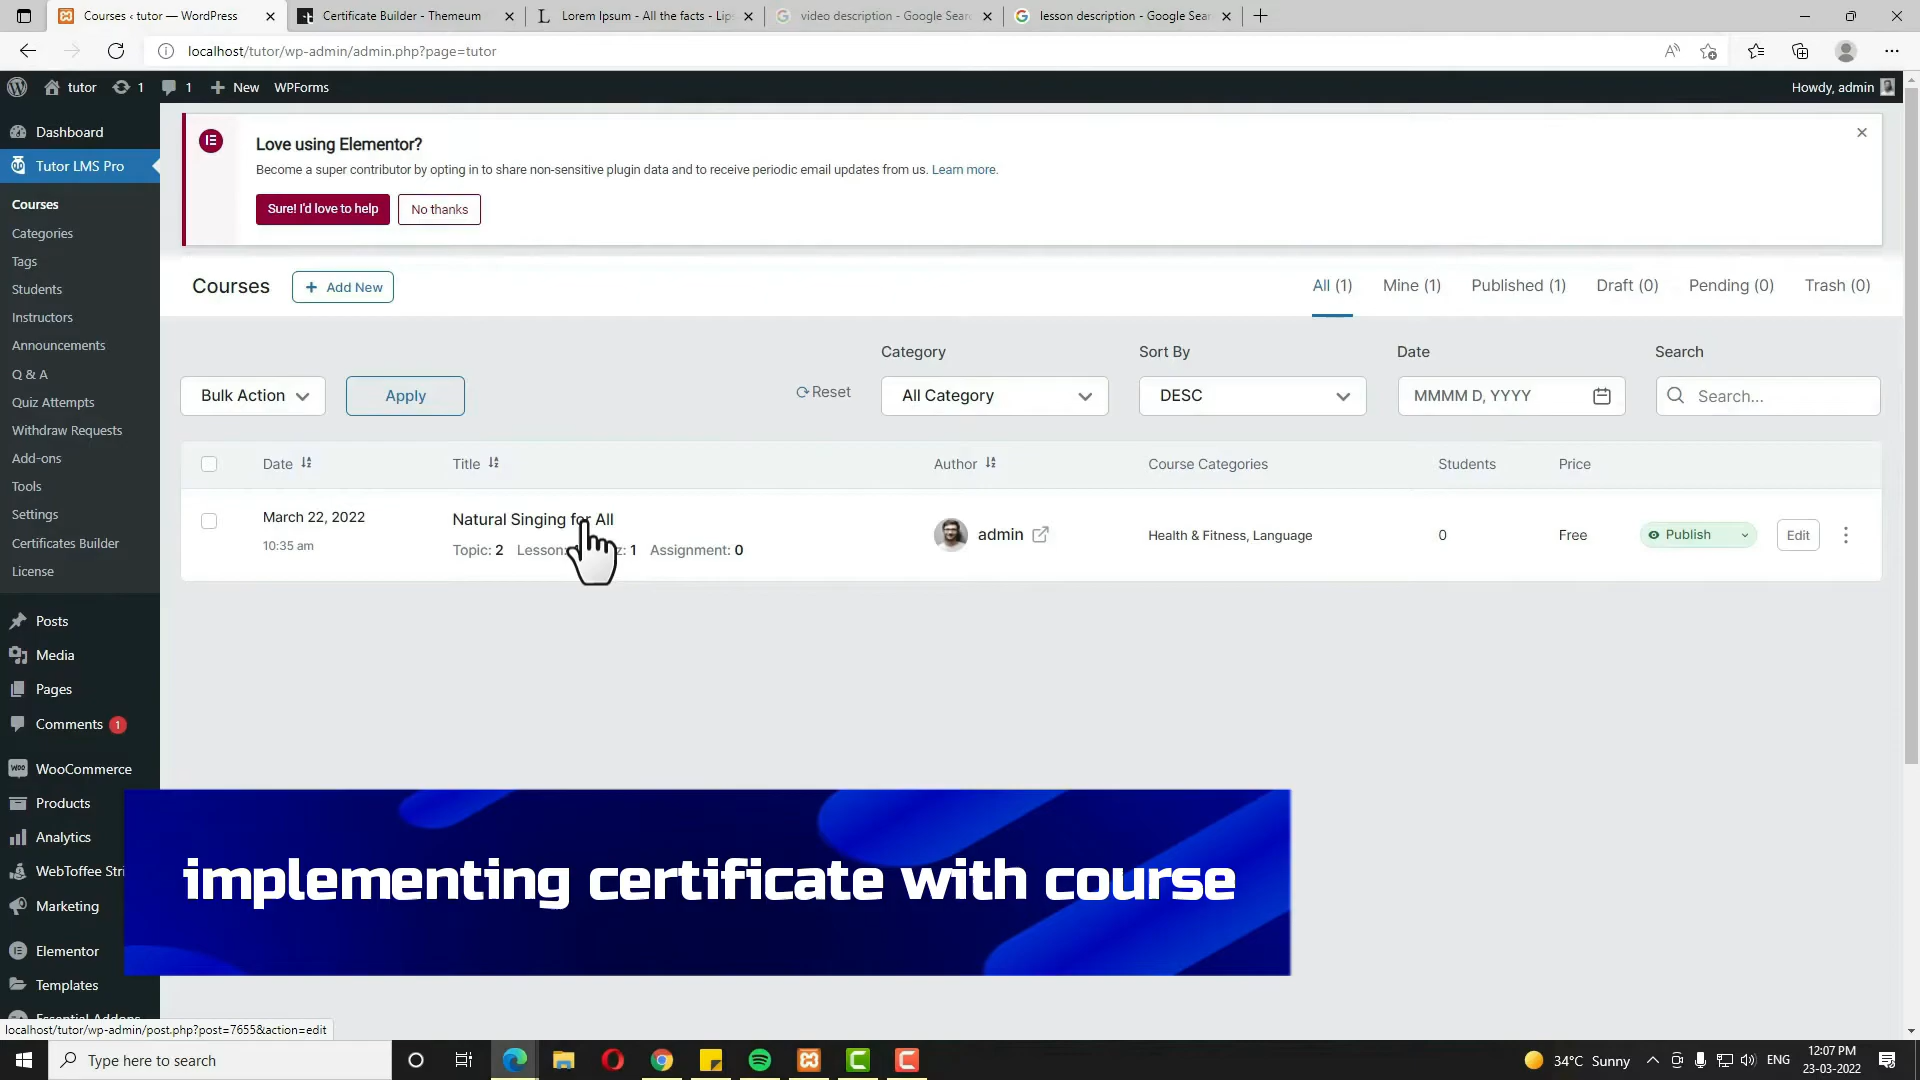 Courses ‹ tutor — WordPress
Certificate Builder - Themeum
Lorem Ipsum - All the facts - Lip
video description - Google Sear
lesson description - Google Sea
localhost/tutor/wp-admin/admin.php?page=tutor
tutor 1 1 New WPForms
Howdy, admin
Dashboard
Tutor LMS Pro
Courses
Categories
Tags
Students
Instructors
Announcements
Q & A
Quiz Attempts
Withdraw Requests
Add-ons
Tools
Settings
Certificates Builder
License
Posts
Media
Pages
Comments 1
WooCommerce
Products
Analytics
WebToffee Stri
Marketing
Elementor
Templates
Essential Addons
Love using Elementor?
Become a super contributor by opting in to share non-sensitive plugin data and to receive periodic email updates from us. Learn more.
Sure! I'd love to help
No thanks
Courses
+ Add New
All (1) Mine (1) Published (1) Draft (0) Pending (0) Trash (0)
Category Sort By Date Search
Bulk Action
Apply
Reset
All Category
DESC
MMMM D, YYYY
Search...
Date Title Author Course Categories Students Price
March 22, 2022
10:35 am
Natural Singing for All
Topic: 2 Lesson: z: 1 Assignment: 0
admin
Health & Fitness, Language
0
Free
Publish
Edit
implementing certificate with course
localhost/tutor/wp-admin/post.php?post=7655&action=edit
Type here to search
34°C Sunny
ENG
12:07 PM
23-03-2022